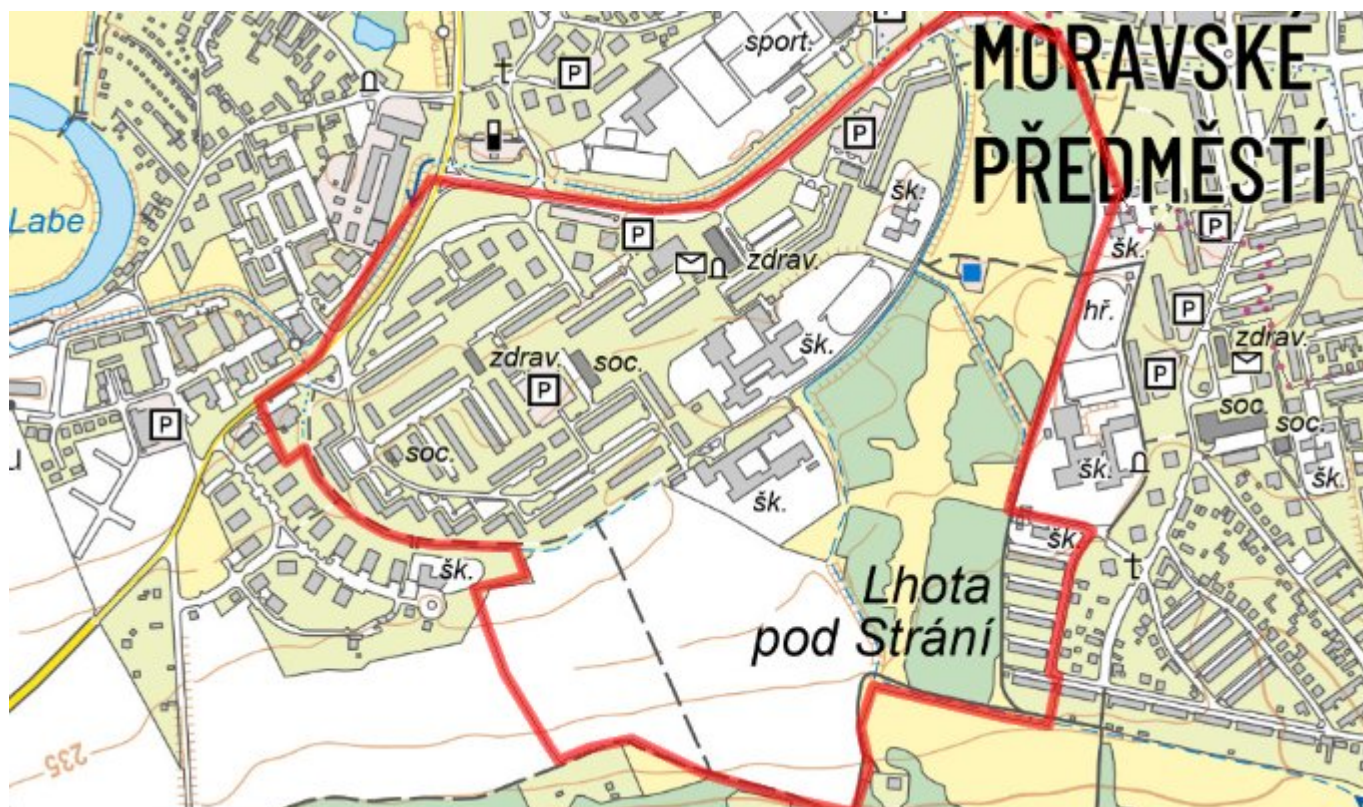 sport.
MORAVSKÉ
PŘEDMĚSTÍ
P
P
šk.
Labe
P
zdrav.
šk.
P
hř.
P
zdrav.
šk.
zdrav.
soc.
P
P
soc.
soc.
P
u
soc.
šk.
šk.
šk.
šk.
šk.
Lhota
pod Strání
235